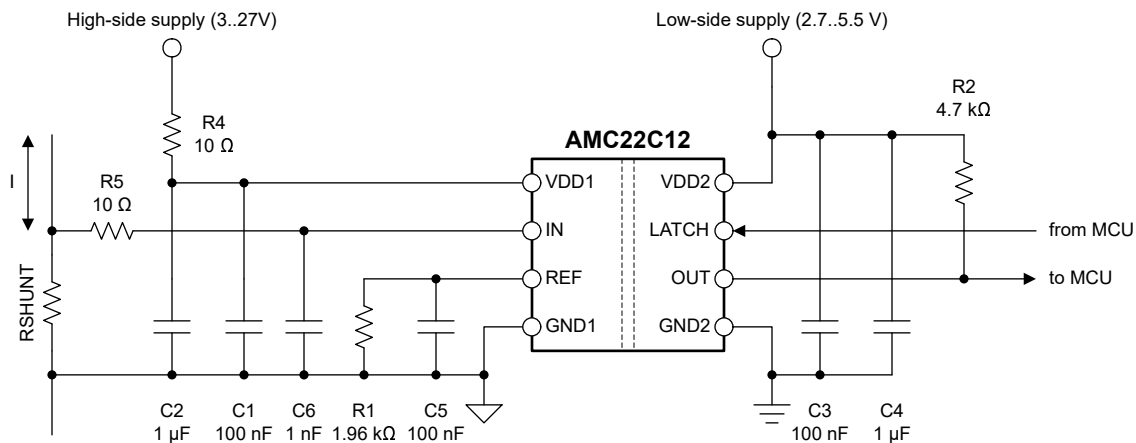 High-side supply (3..27V)
Low-side supply (2.7..5.5 V)
R4
10 Ω
R2
4.7 kΩ
AMC22C12
I
R5
10 Ω
VDD1
VDD2
IN
LATCH
from MCU
RSHUNT
REF
OUT
to MCU
GND1
GND2
C2
1 µF
C1
100 nF
C6
1 nF
R1
1.96 kΩ
C5
100 nF
C3
100 nF
C4
1 µF